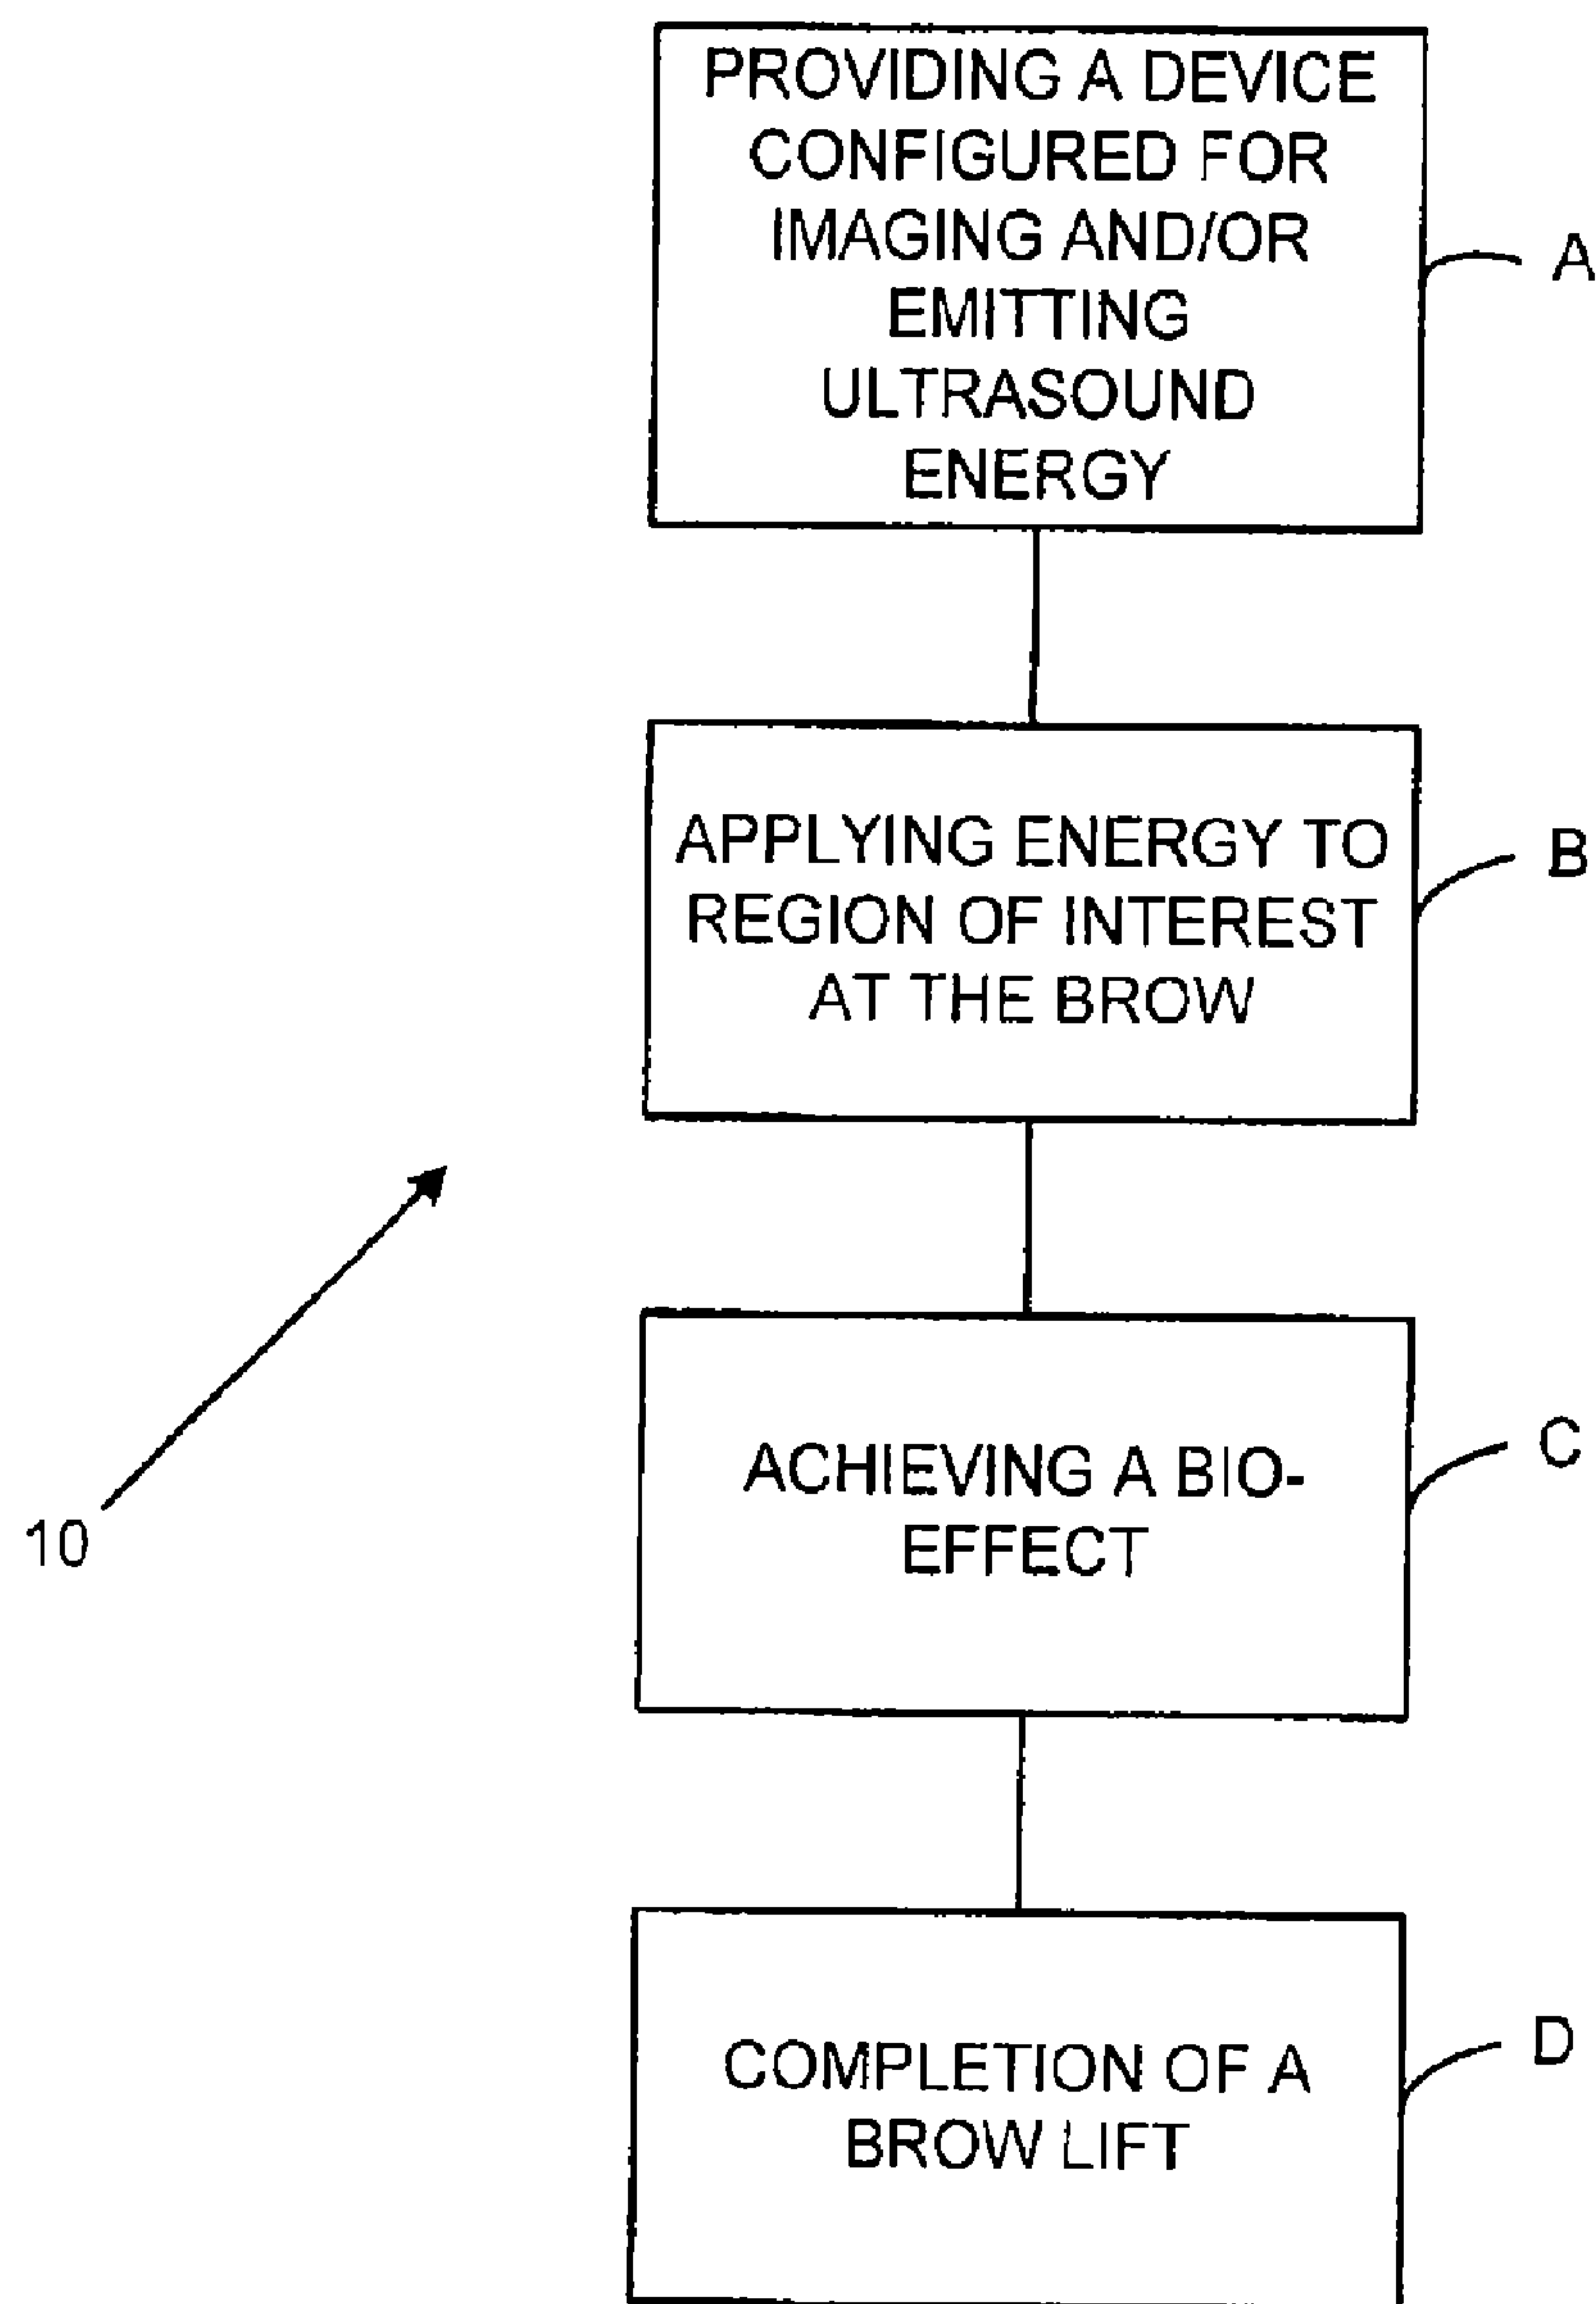 PROVIDING A DEVICE
CONFIGURED FOR
IMAGING AND/OR
EMITTING
ULTRASOUND
ENERGY
A
APPLYING ENERGY TO
REGION OF INTEREST
AT THE BROW
B
ACHIEVING A BIO-
EFFECT
C
10
COMPLETION OF A
BROW LIFT
D